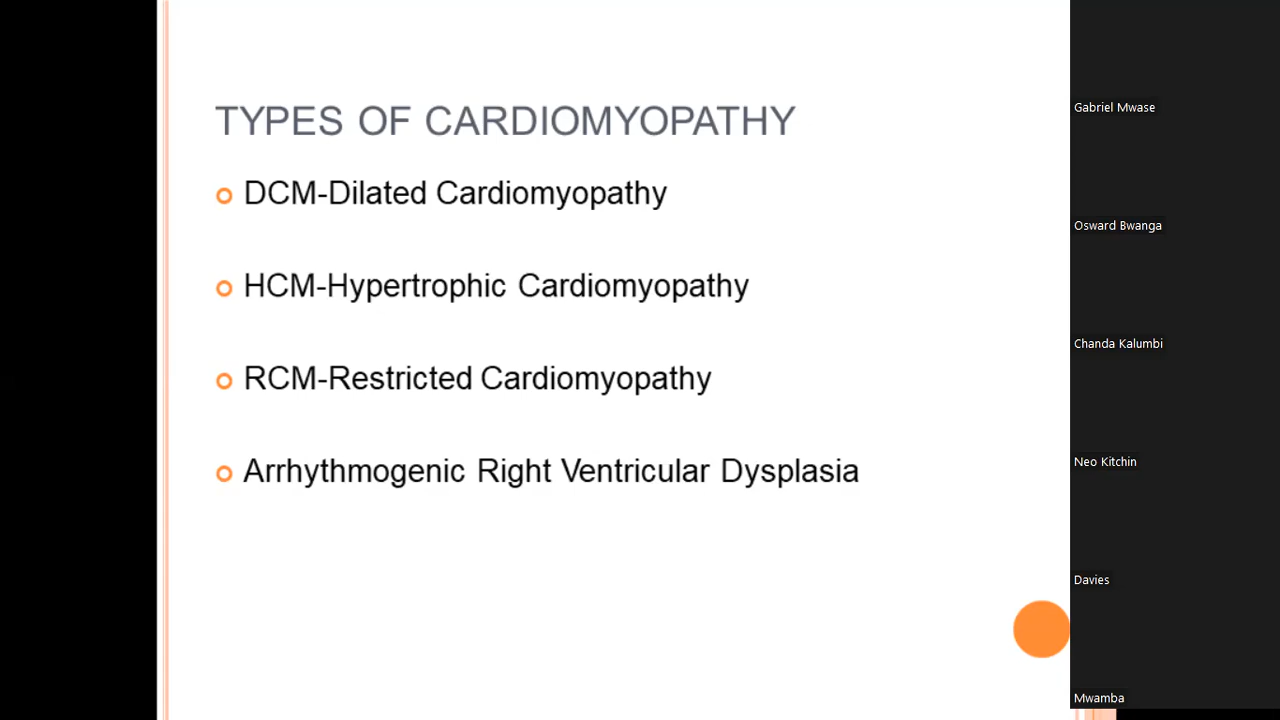 TYPES OF CARDIOMYOPATHY
DCM-Dilated Cardiomyopathy
HCM-Hypertrophic Cardiomyopathy
RCM-Restricted Cardiomyopathy
Arrhythmogenic Right Ventricular Dysplasia
Gabriel Mwase
Osward Bwanga
Chanda Kalumbi
Neo Kitchin
Davies
Mwamba